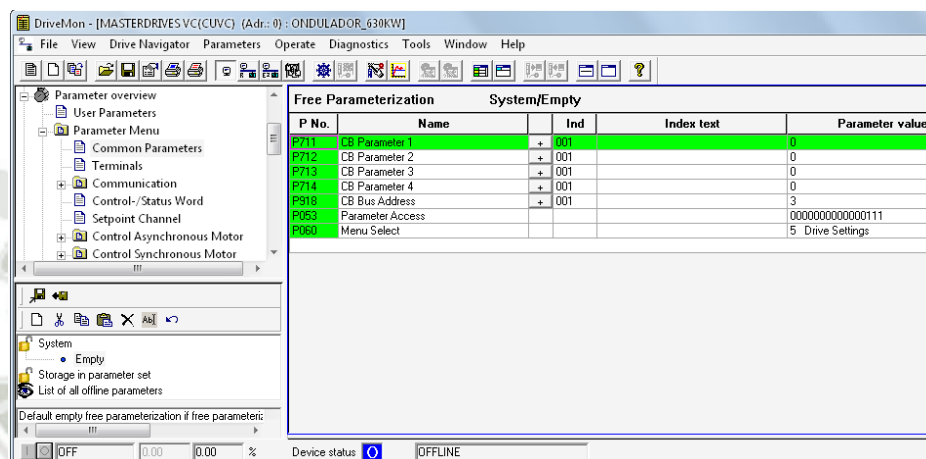 DriveMon - [MASTERDRIVES VC(CUVC) (Adr.: 0) : ONDULADOR_630KW]
File View Drive Navigator Parameters Operate Diagnostics Tools Window Help
Parameter overview
User Parameters
Parameter Menu
Common Parameters
Terminals
Communication
Control-/Status Word
Setpoint Channel
Control Asynchronous Motor
Control Synchronous Motor
System
Empty
Storage in parameter set
List of all offline parameters
Default empty free parameterization if free parameteri:
Free Parameterization System/Empty
P No. Name Ind Index text Parameter value
P711 CB Parameter 1 + 001 0
P712 CB Parameter 2 + 001 0
P713 CB Parameter 3 + 001 0
P714 CB Parameter 4 + 001 0
P918 CB Bus Address + 001 3
P053 Parameter Access 0000000000000111
P060 Menu Select 5 Drive Settings
OFF 0.00 0.00 % Device status OFFLINE